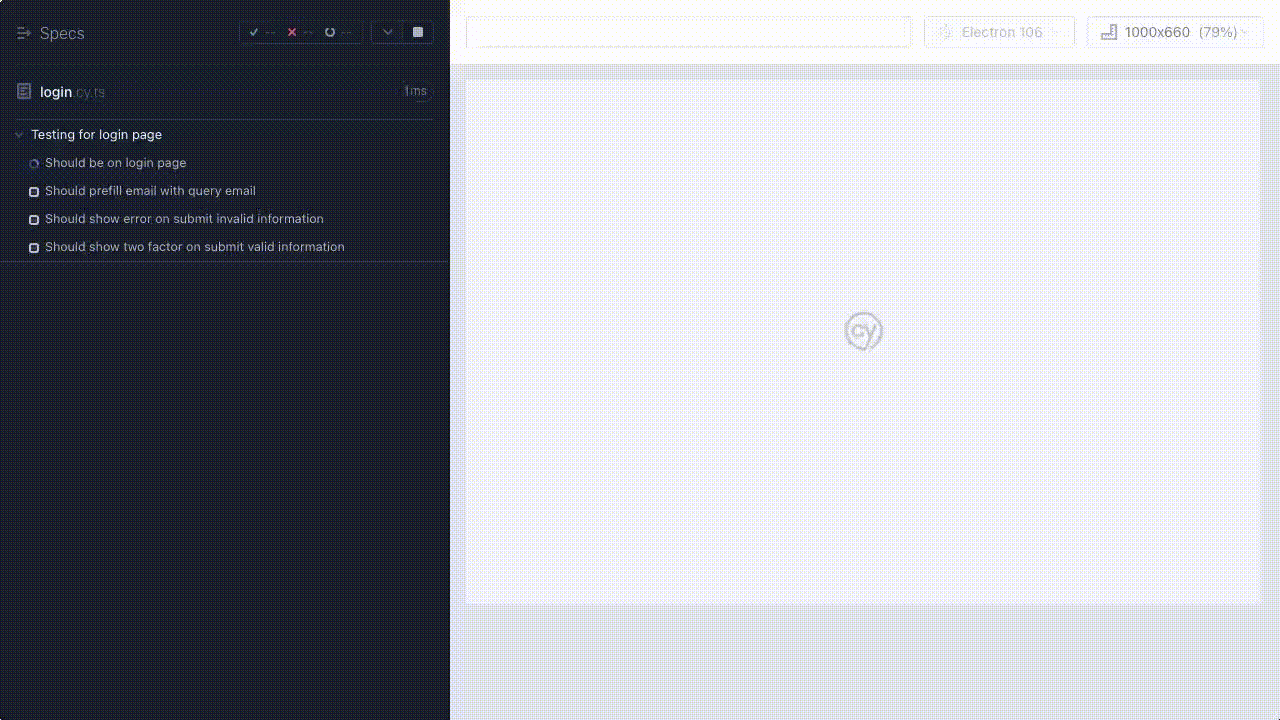 Specs -- -- --
login.cy.ts 1ms
Testing for login page
Should be on login page
Should prefill email with query email
Should show error on submit invalid information
Should show two factor on submit valid information
Electron 106
1000x660 (79%)
cy